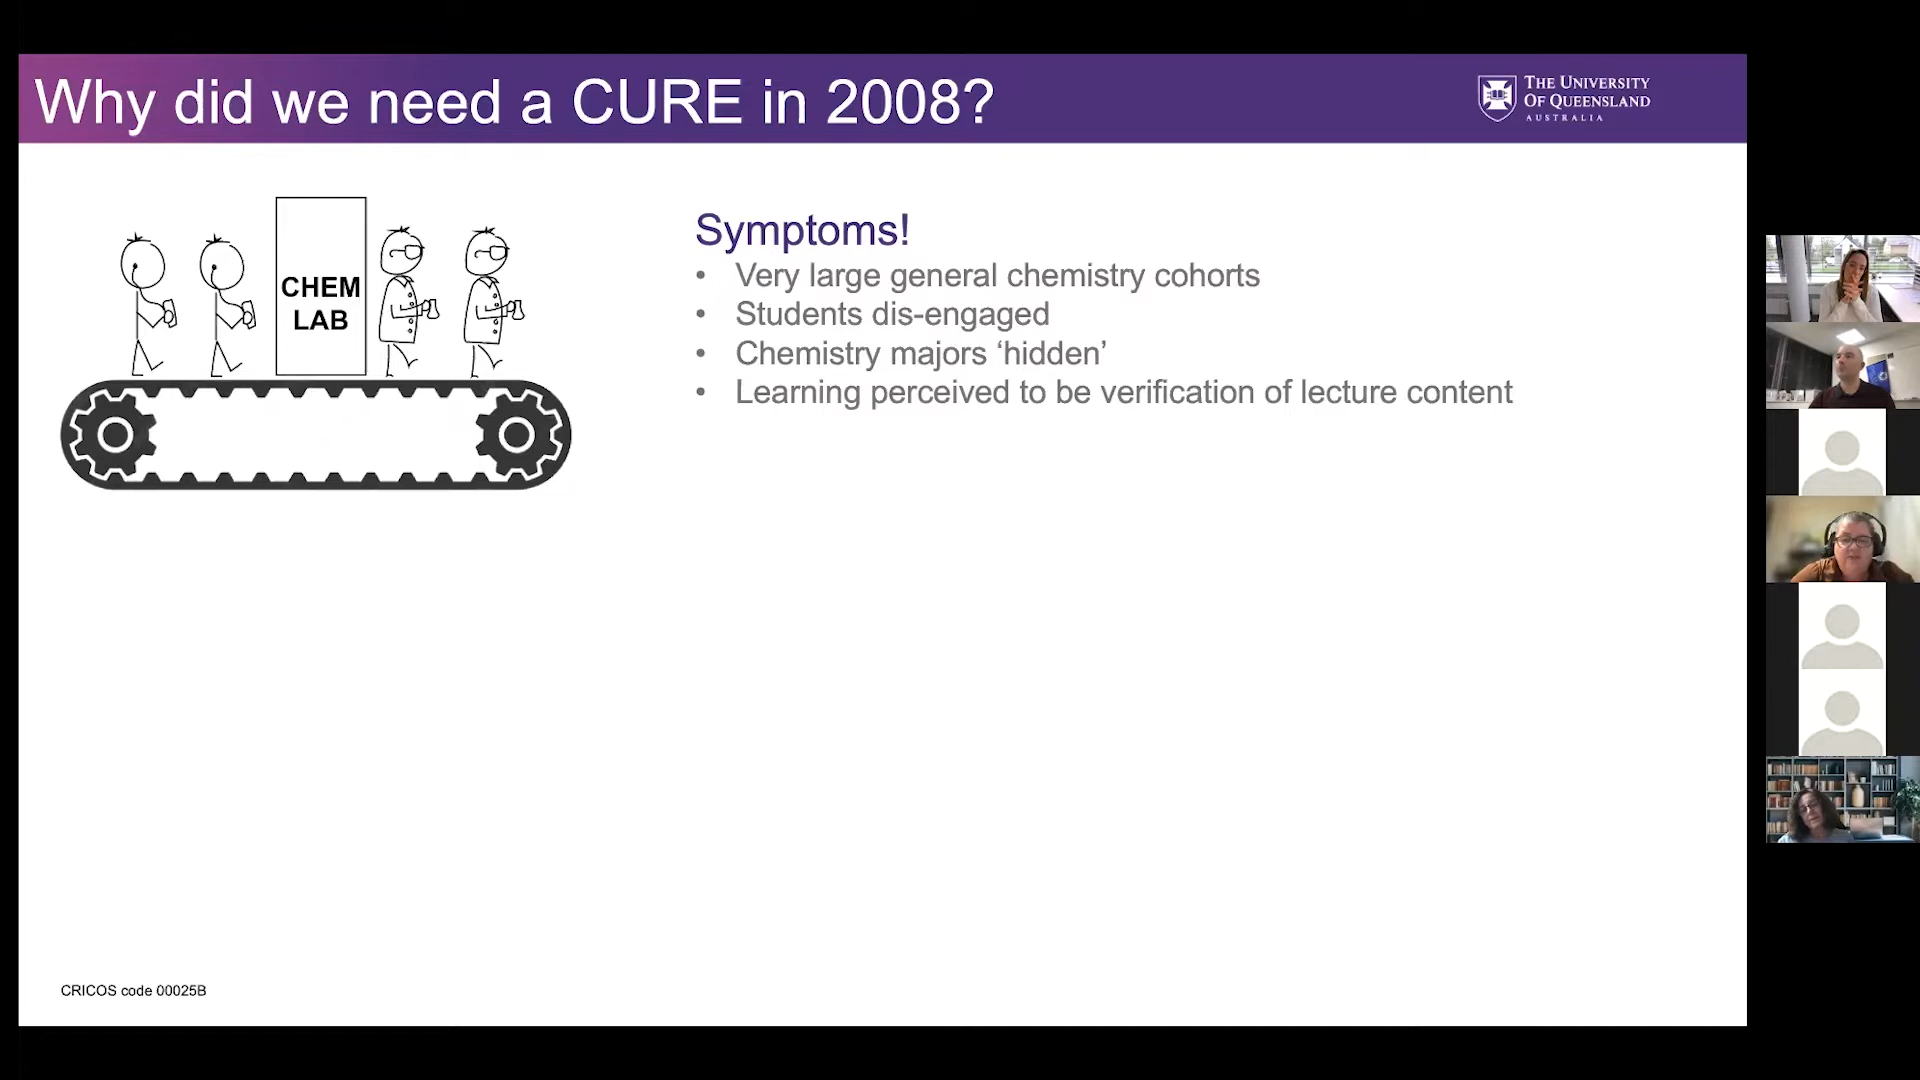 Why did we need a CURE in 2008?
THE UNIVERSITY
OF QUEENSLAND
AUSTRALIA
CHEM
LAB
Symptoms!
• Very large general chemistry cohorts
• Students dis-engaged
• Chemistry majors ‘hidden’
• Learning perceived to be verification of lecture content
CRICOS code 00025B